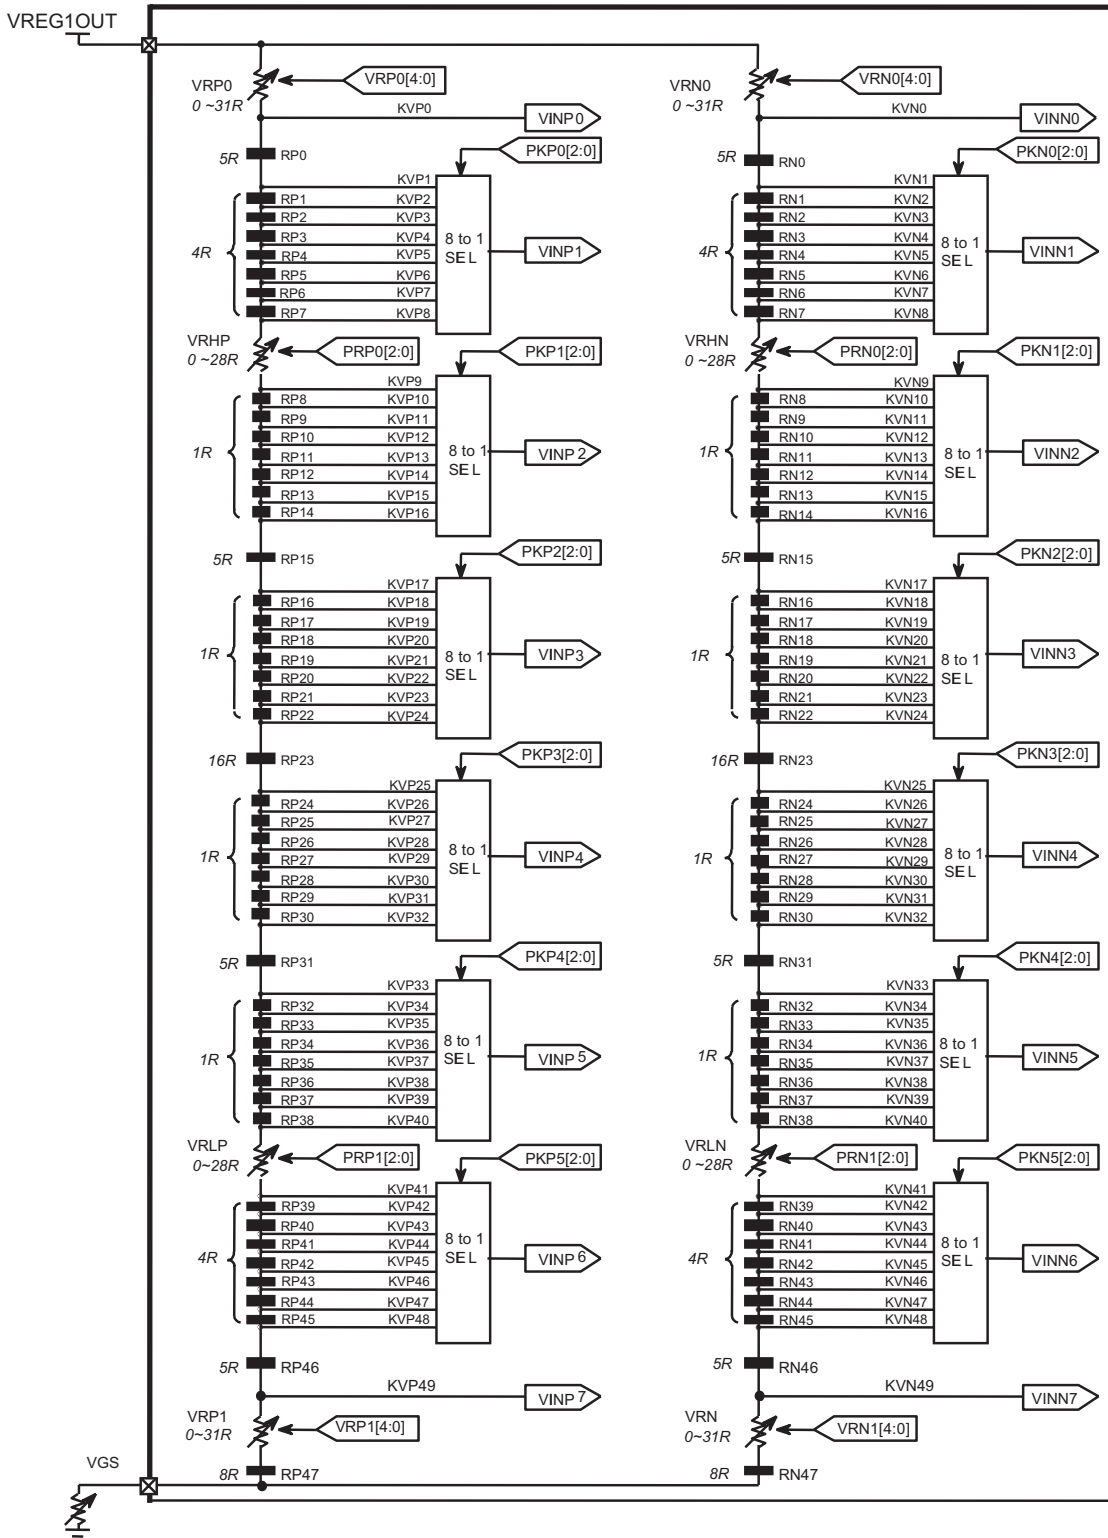 VREG1OUT
VRP0
0 ~31R
VRP0[4:0]
KVP0
VINP0
5R
RP0
PKP0[2:0]
KVP1
RP1
KVP2
RP2
KVP3
RP3
KVP4
RP4
KVP5
RP5
KVP6
RP6
KVP7
RP7
KVP8
4R
8 to 1
SEL
VINP1
VRHP
0 ~28R
PRP0[2:0]
PKP1[2:0]
KVP9
RP8
KVP10
RP9
KVP11
RP10
KVP12
RP11
KVP13
RP12
KVP14
RP13
KVP15
RP14
KVP16
1R
8 to 1
SEL
VINP 2
5R
RP15
PKP2[2:0]
KVP17
RP16
KVP18
RP17
KVP19
RP18
KVP20
RP19
KVP21
RP20
KVP22
RP21
KVP23
RP22
KVP24
1R
8 to 1
SEL
VINP3
16R
RP23
PKP3[2:0]
KVP25
RP24
KVP26
RP25
KVP27
RP26
KVP28
RP27
KVP29
RP28
KVP30
RP29
KVP31
RP30
KVP32
1R
8 to 1
SEL
VINP4
5R
RP31
PKP4[2:0]
KVP33
RP32
KVP34
RP33
KVP35
RP34
KVP36
RP35
KVP37
RP36
KVP38
RP37
KVP39
RP38
KVP40
1R
8 to 1
SEL
VINP 5
VRLP
0~28R
PRP1[2:0]
PKP5[2:0]
KVP41
RP39
KVP42
RP40
KVP43
RP41
KVP44
RP42
KVP45
RP43
KVP46
RP44
KVP47
RP45
KVP48
4R
8 to 1
SEL
VINP 6
5R
RP46
KVP49
VINP 7
VRP1
0~31R
VRP1[4:0]
8R
RP47
VGS
VRN0
0 ~31R
VRN0[4:0]
KVN0
VINN0
5R
RN0
PKN0[2:0]
KVN1
RN1
KVN2
RN2
KVN3
RN3
KVN4
RN4
KVN5
RN5
KVN6
RN6
KVN7
RN7
KVN8
4R
8 to 1
SEL
VINN1
VRHN
0 ~28R
PRN0[2:0]
PKN1[2:0]
KVN9
RN8
KVN10
RN9
KVN11
RN10
KVN12
RN11
KVN13
RN12
KVN14
RN13
KVN15
RN14
KVN16
1R
8 to 1
SEL
VINN2
5R
RN15
PKN2[2:0]
KVN17
RN16
KVN18
RN17
KVN19
RN18
KVN20
RN19
KVN21
RN20
KVN22
RN21
KVN23
RN22
KVN24
1R
8 to 1
SEL
VINN3
16R
RN23
PKN3[2:0]
KVN25
RN24
KVN26
RN25
KVN27
RN26
KVN28
RN27
KVN29
RN28
KVN30
RN29
KVN31
RN30
KVN32
1R
8 to 1
SEL
VINN4
5R
RN31
PKN4[2:0]
KVN33
RN32
KVN34
RN33
KVN35
RN34
KVN36
RN35
KVN37
RN36
KVN38
RN37
KVN39
RN38
KVN40
1R
8 to 1
SEL
VINN5
VRLN
0 ~28R
PRN1[2:0]
PKN5[2:0]
KVN41
RN39
KVN42
RN40
KVN43
RN41
KVN44
RN42
KVN45
RN43
KVN46
RN44
KVN47
RN45
KVN48
4R
8 to 1
SEL
VINN6
5R
RN46
KVN49
VINN7
VRN
0~31R
VRN1[4:0]
8R
RN47